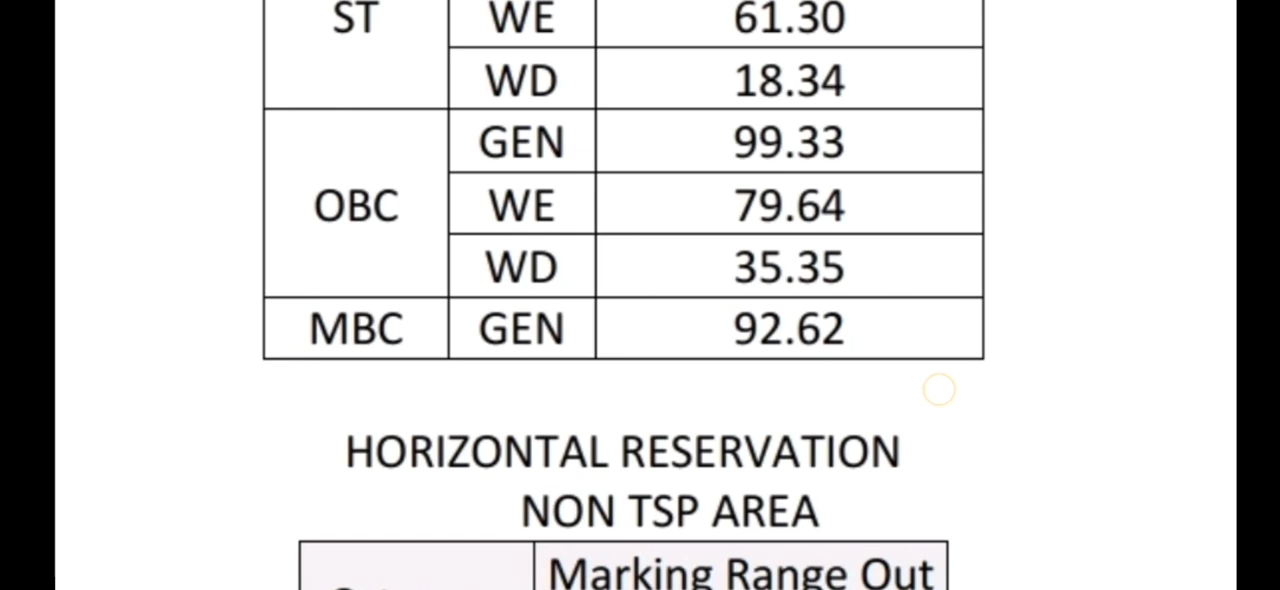 ST WE 61.30
WD 18.34
GEN 99.33
OBC WE 79.64
WD 35.35
MBC GEN 92.62
HORIZONTAL RESERVATION
NON TSP AREA
Marking Range Out